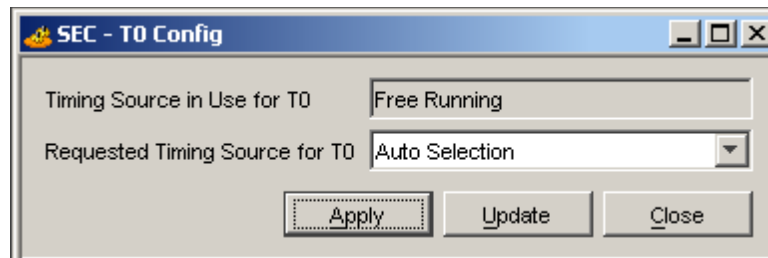 SEC - T0 Config
Timing Source in Use for T0 Free Running
Requested Timing Source for T0 Auto Selection
Apply Update Close